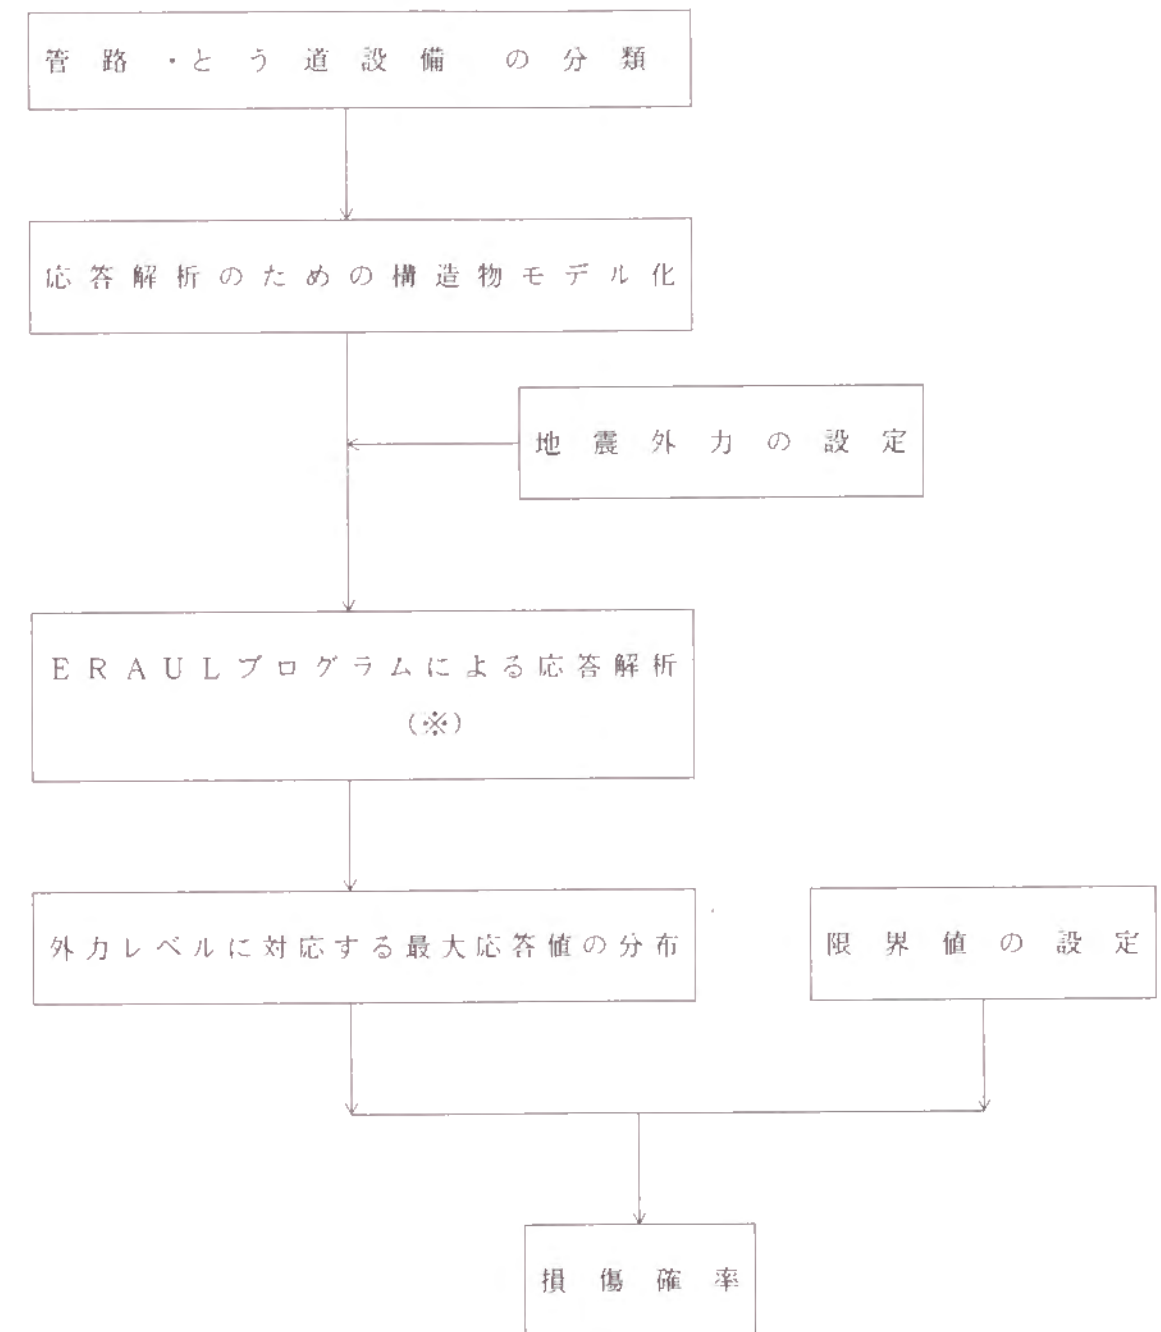 管路・とう道設備の分類
応答解析のための構造物モデル化
地震外力の設定
ERAULプログラムによる応答解析
(※)
外力レベルに対応する最大応答値の分布
限界値の設定
損傷確率